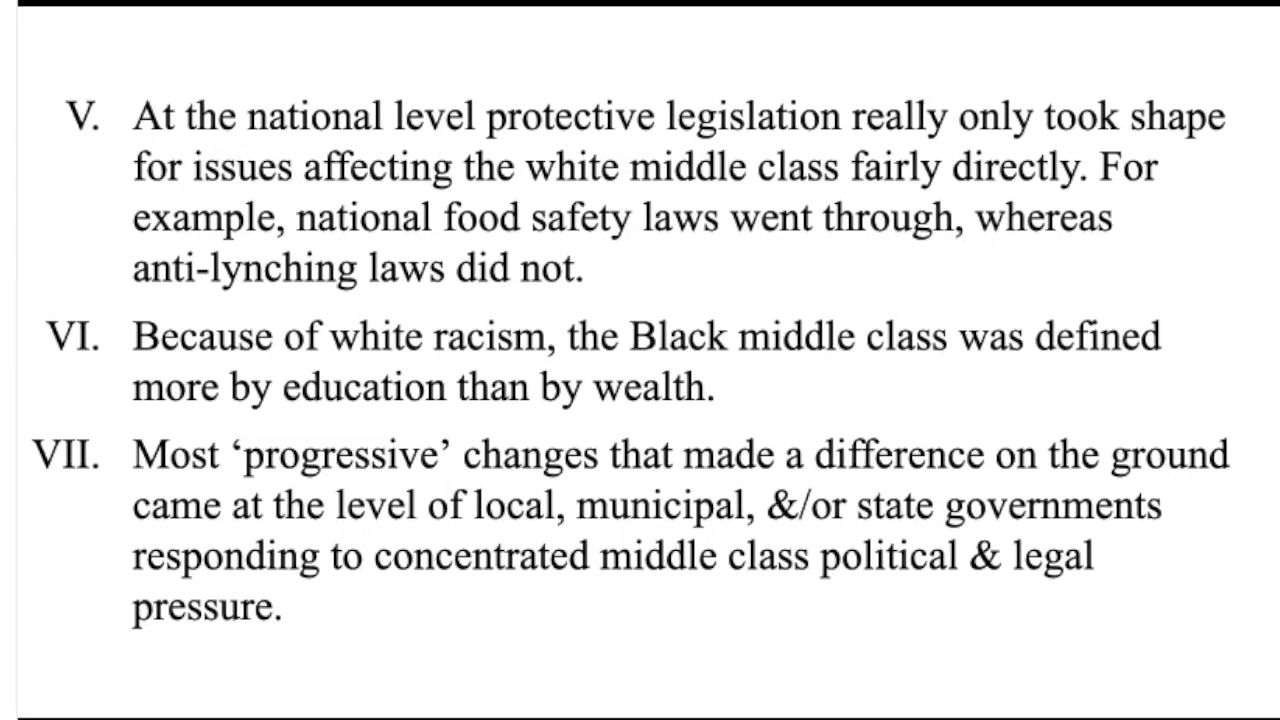 V. At the national level protective legislation really only took shape
for issues affecting the white middle class fairly directly. For
example, national food safety laws went through, whereas
anti-lynching laws did not.
VI. Because of white racism, the Black middle class was defined
more by education than by wealth.
VII. Most ‘progressive’ changes that made a difference on the ground
came at the level of local, municipal, &/or state governments
responding to concentrated middle class political & legal
pressure.